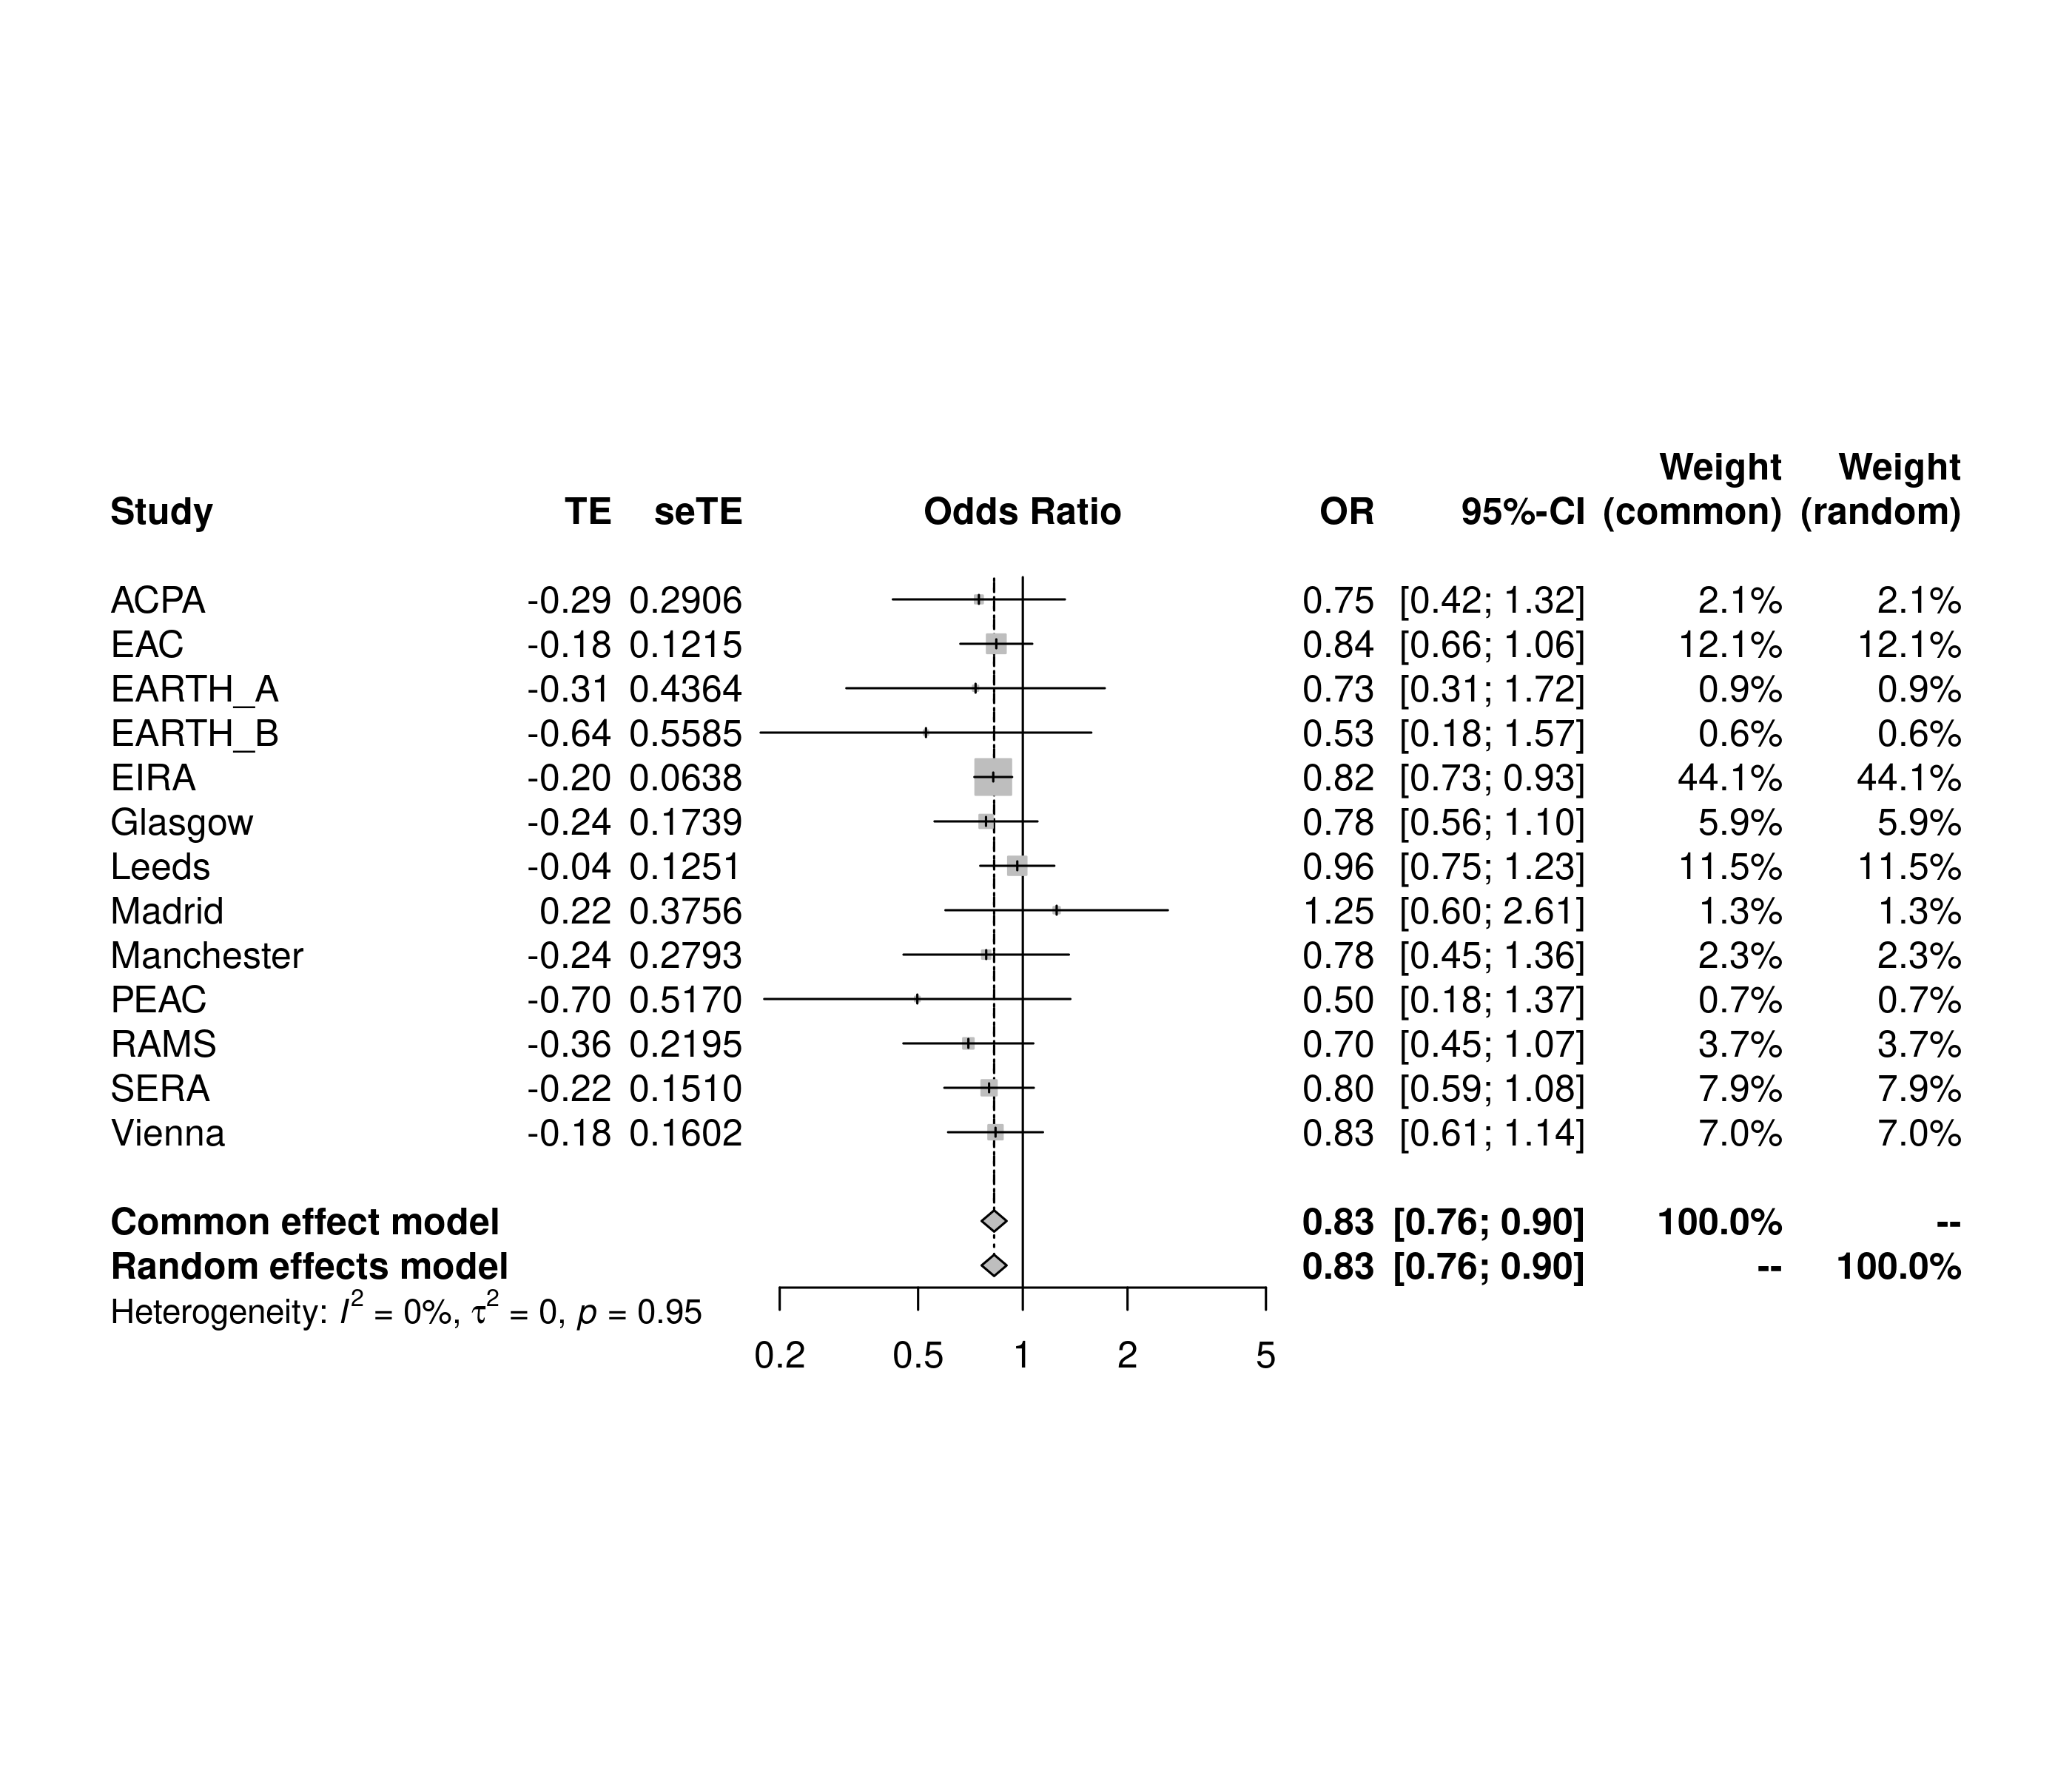 Weight Weight
Study TE seTE Odds Ratio OR 95%-CI (common) (random)
ACPA -0.29 0.2906 0.75 [0.42; 1.32] 2.1% 2.1%
EAC -0.18 0.1215 0.84 [0.66; 1.06] 12.1% 12.1%
EARTH_A -0.31 0.4364 0.73 [0.31; 1.72] 0.9% 0.9%
EARTH_B -0.64 0.5585 0.53 [0.18; 1.57] 0.6% 0.6%
EIRA -0.20 0.0638 0.82 [0.73; 0.93] 44.1% 44.1%
Glasgow -0.24 0.1739 0.78 [0.56; 1.10] 5.9% 5.9%
Leeds -0.04 0.1251 0.96 [0.75; 1.23] 11.5% 11.5%
Madrid 0.22 0.3756 1.25 [0.60; 2.61] 1.3% 1.3%
Manchester -0.24 0.2793 0.78 [0.45; 1.36] 2.3% 2.3%
PEAC -0.70 0.5170 0.50 [0.18; 1.37] 0.7% 0.7%
RAMS -0.36 0.2195 0.70 [0.45; 1.07] 3.7% 3.7%
SERA -0.22 0.1510 0.80 [0.59; 1.08] 7.9% 7.9%
Vienna -0.18 0.1602 0.83 [0.61; 1.14] 7.0% 7.0%
Common effect model 0.83 [0.76; 0.90] 100.0% --
Random effects model 0.83 [0.76; 0.90] -- 100.0%
Heterogeneity: I² = 0%, τ² = 0, p = 0.95
0.2 0.5 1 2 5